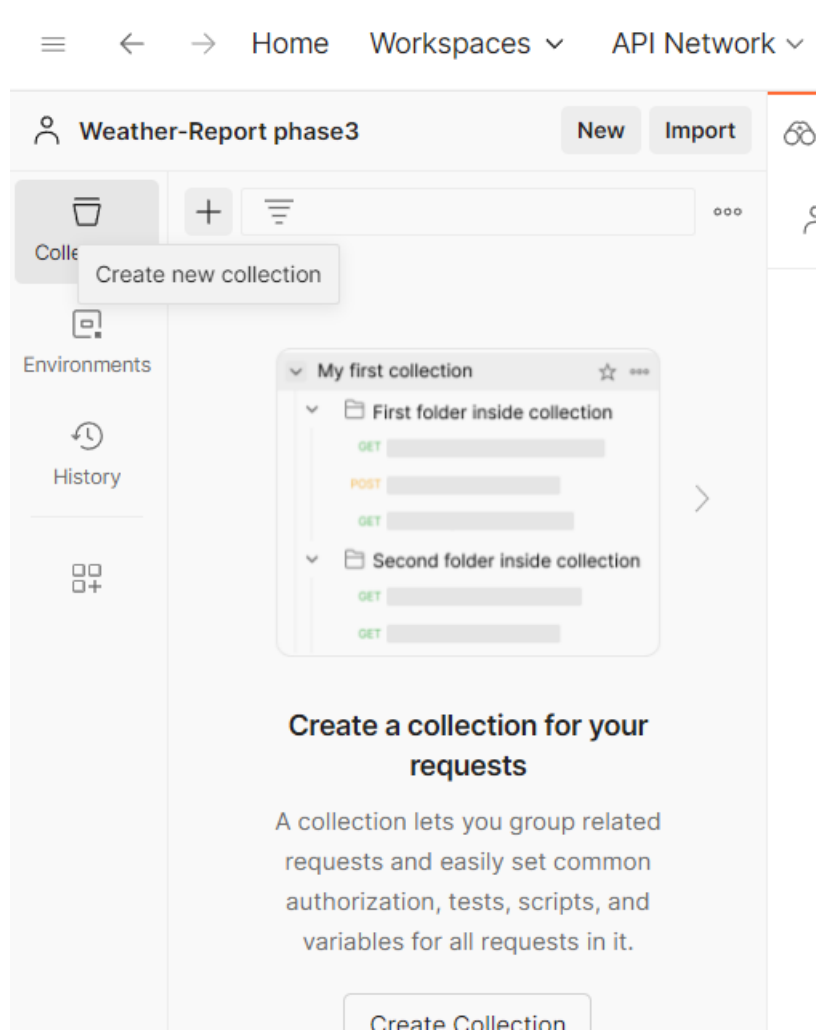 Home Workspaces API Network
Weather-Report phase3 New Import
Colle
Create new collection
Environments
My first collection
First folder inside collection
GET
POST
GET
History
Second folder inside collection
GET
GET
Create a collection for your
requests
A collection lets you group related
requests and easily set common
authorization, tests, scripts, and
variables for all requests in it.
Create Collection